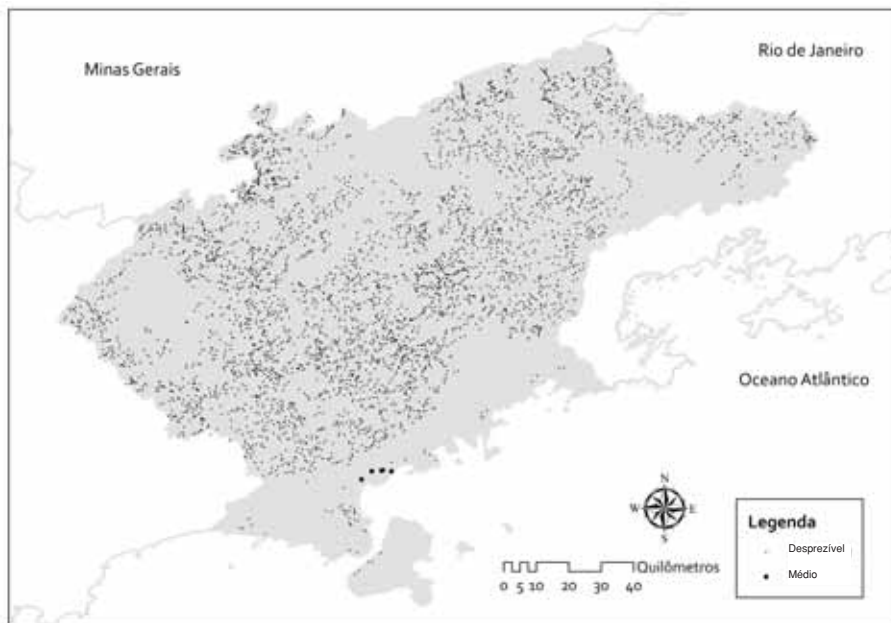 Minas Gerais
Rio de Janeiro
Oceano Atlântico
N
W E
S
Legenda
Desprezível
Médio
Quilômetros
0 5 10 20 30 40